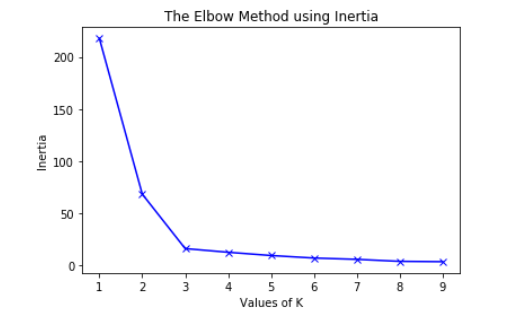 The Elbow Method using Inertia
200
150
100
50
0
Inertia
1 2 3 4 5 6 7 8 9
Values of K